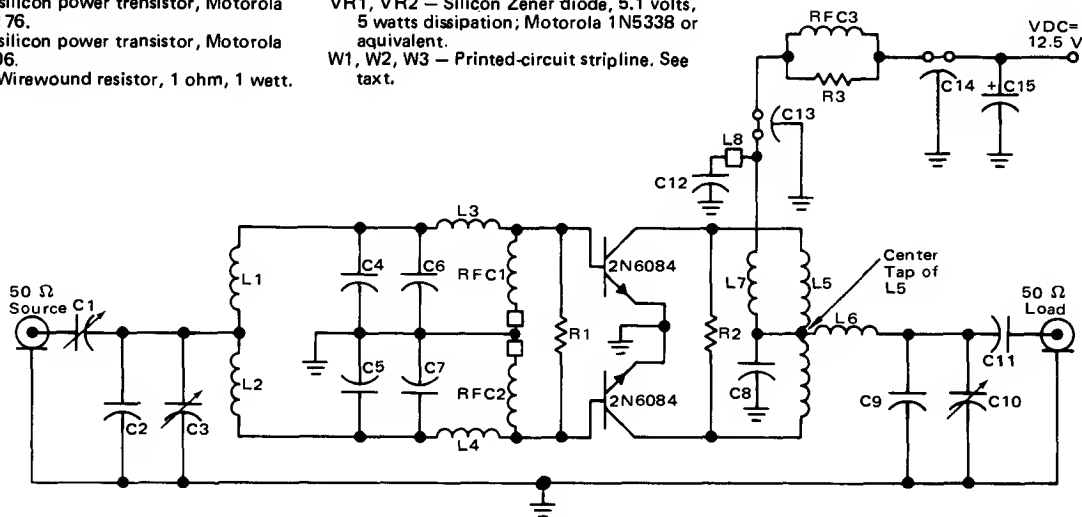 silicon power trensistor, Motorola
76.
silicon power transistor, Motorola
06.
Wirewound resistor, 1 ohm, 1 watt.
VR1, VR2 – Silicon Zener diode, 5.1 volts,
5 watts dissipation; Motorola 1N5338 or
aquivalent.
W1, W2, W3 – Printed-circuit stripline. See
taxt.
RFC3
VDC=
12.5 V
R3
C14
+
C15
C13
L8
C12
L3
C4
C6
RFC1
L1
2N6084
L7
L5
Center
Tap of
L5
50 Ω
Source
C1
R1
R2
L6
50 Ω
Load
C11
L2
C5
C7
RFC2
2N6084
C8
C9
C10
C2
C3
L4